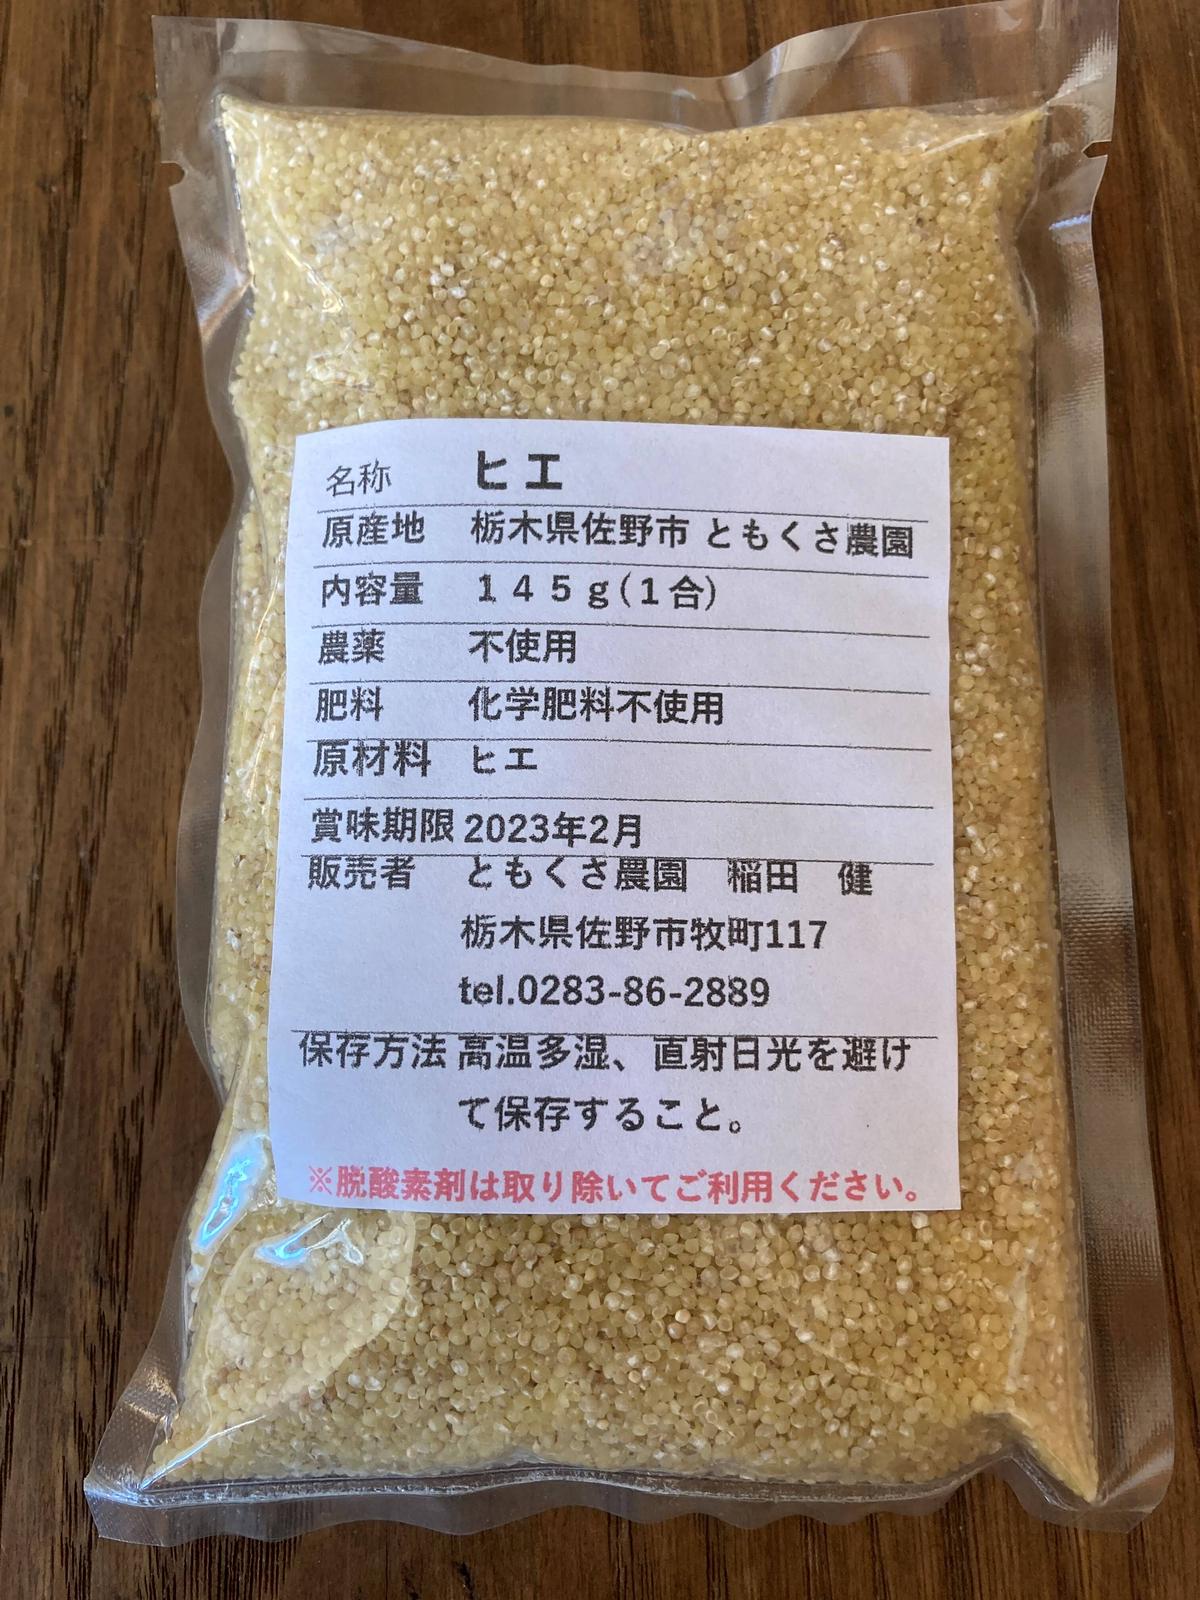 名称 ヒエ
原産地 栃木県佐野市 ともくさ農園
内容量 １４５ｇ(１合)
農薬 不使用
肥料 化学肥料不使用
原材料 ヒエ
賞味期限 2023年2月
販売者 ともくさ農園 稲田 健
栃木県佐野市牧町117
tel.0283-86-2889
保存方法 高温多湿、直射日光を避け
て保存すること。
※脱酸素剤は取り除いてご利用ください。